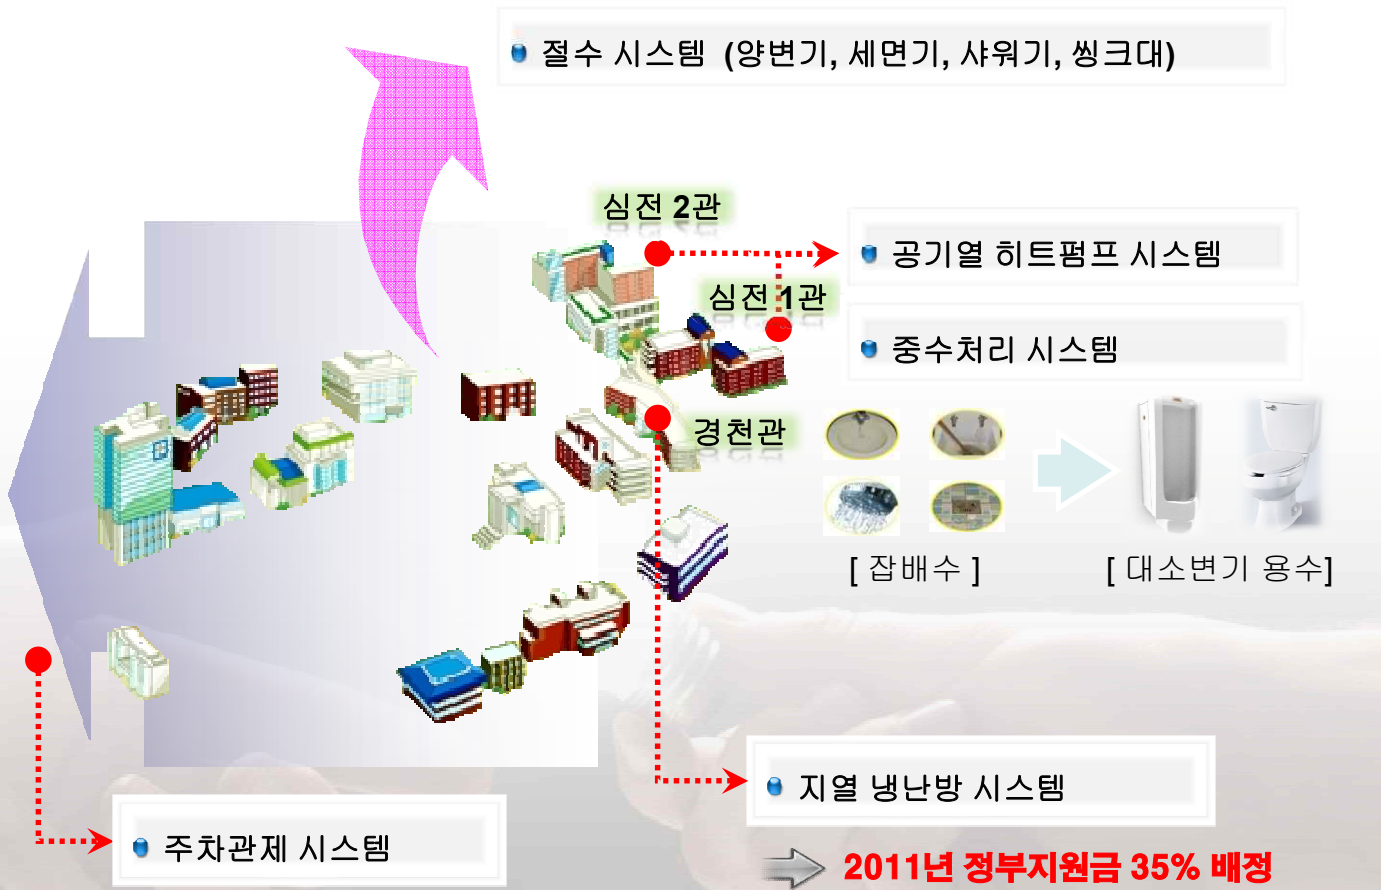 절수 시스템 (양변기, 세면기, 샤워기, 씽크대)
심전 2관
공기열 히트펌프 시스템
심전 1관
중수처리 시스템
경천관
[ 잡배수 ]
[ 대소변기 용수]
지열 냉난방 시스템
주차관제 시스템
2011년 정부지원금 35% 배정